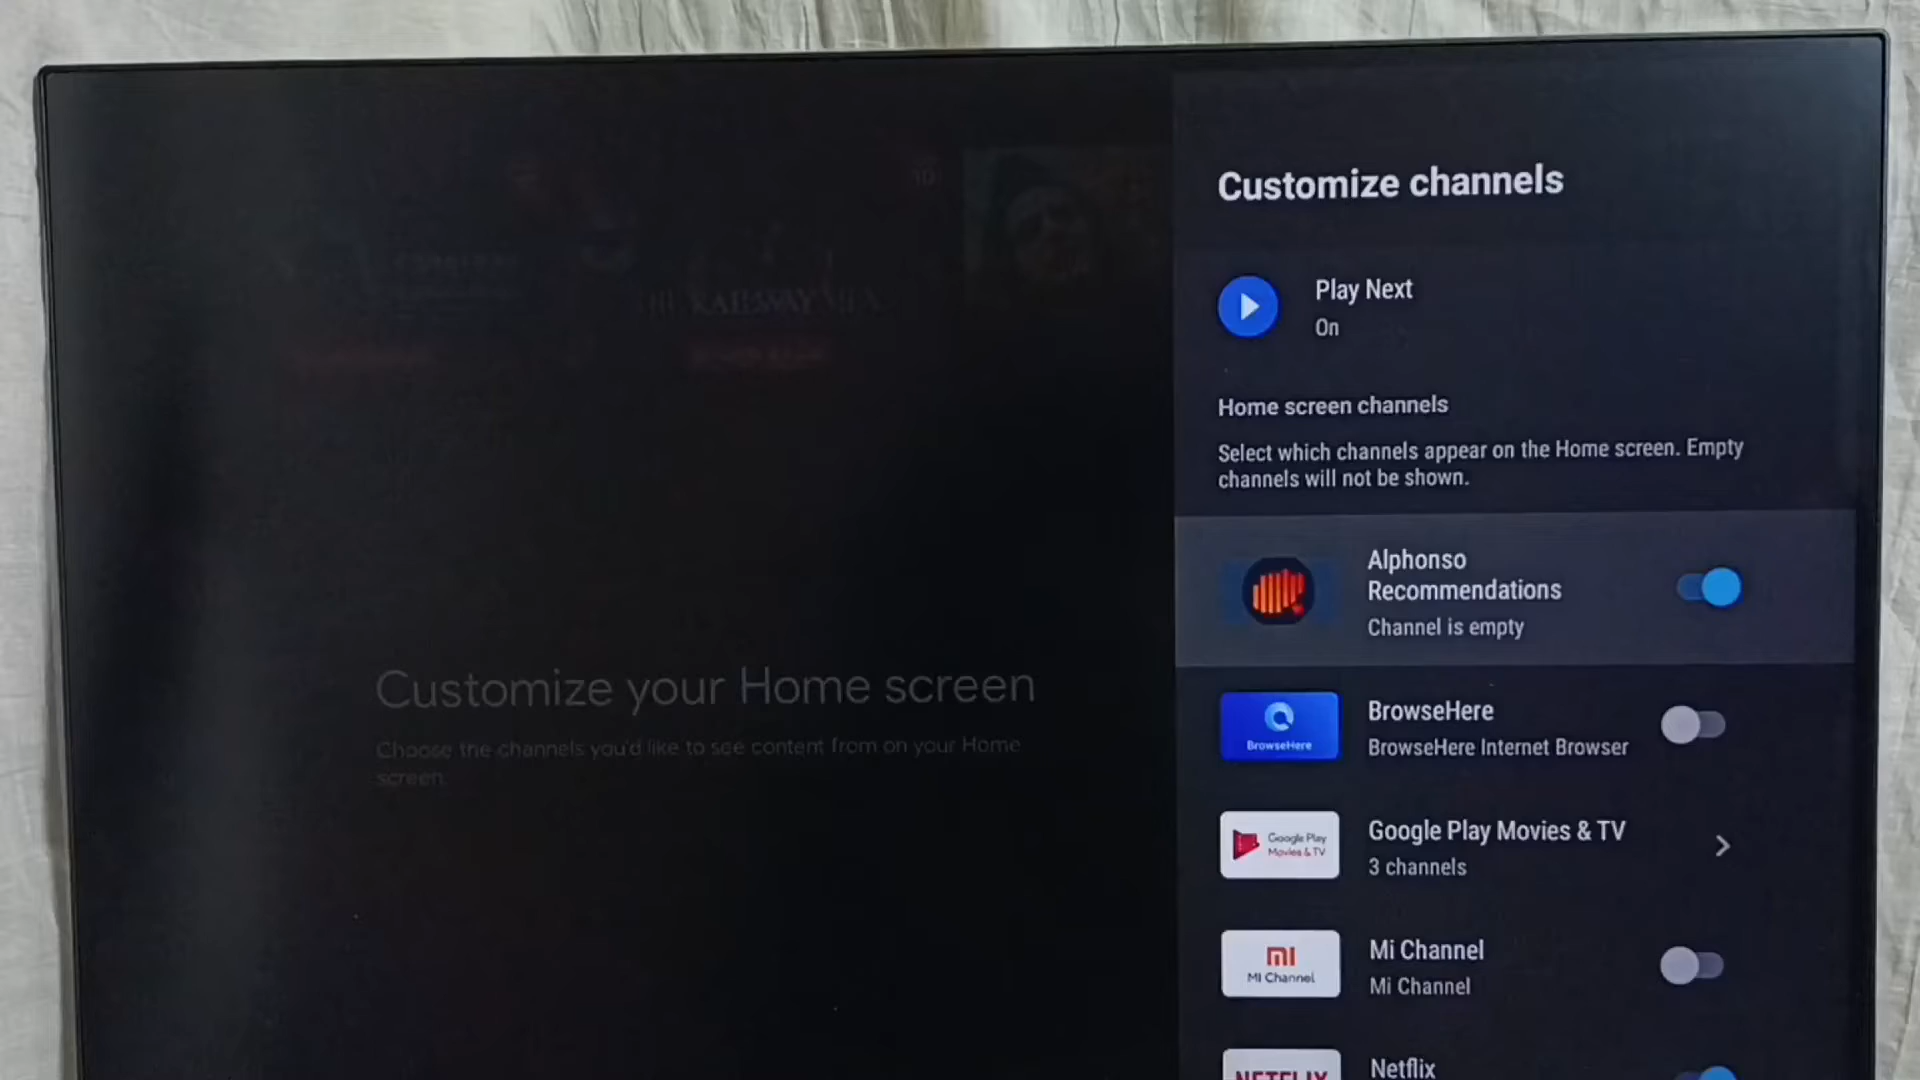 Customize channels
Play Next
On
Home screen channels
Select which channels appear on the Home screen. Empty
channels will not be shown.
Alphonso
Recommendations
Channel is empty
BrowseHere
BrowseHere
BrowseHere Internet Browser
Google Play
Movies & TV
Google Play Movies & TV
3 channels
MI
MI Channel
Mi Channel
Mi Channel
NETFLIX
Netflix
Customize your Home screen
Choose the channels you'd like to see content from on your Home
screen.